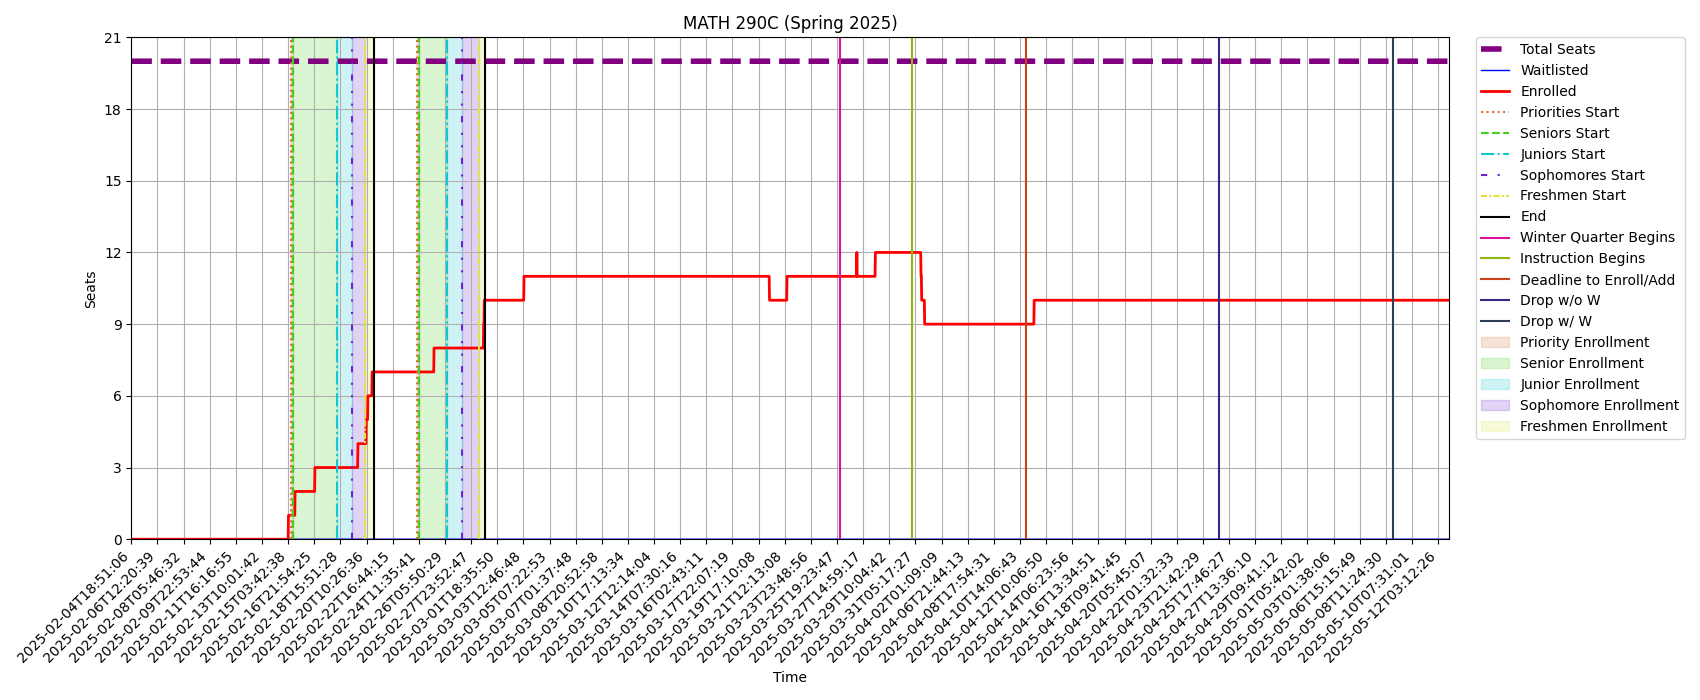 MATH 290C (Spring 2025)
21
18
15
12
9
6
3
0
Seats
2025-02-04T18:51:06
2025-02-06T12:20:39
2025-02-08T05:46:32
2025-02-09T22:53:44
2025-02-11T16:16:55
2025-02-13T10:01:42
2025-02-15T03:42:38
2025-02-16T21:54:25
2025-02-18T15:51:28
2025-02-20T10:26:36
2025-02-22T16:44:15
2025-02-24T11:35:41
2025-02-26T05:50:29
2025-02-27T23:52:47
2025-03-01T18:35:50
2025-03-03T12:46:48
2025-03-05T07:22:53
2025-03-07T01:37:48
2025-03-08T20:52:58
2025-03-10T17:13:34
2025-03-12T12:14:04
2025-03-14T07:30:16
2025-03-16T02:43:11
2025-03-17T22:07:19
2025-03-19T17:10:08
2025-03-21T12:13:08
2025-03-23T23:48:56
2025-03-25T19:23:47
2025-03-27T14:59:17
2025-03-29T10:04:42
2025-03-31T05:17:27
2025-04-02T01:09:09
2025-04-06T21:44:13
2025-04-08T17:54:31
2025-04-10T14:06:43
2025-04-12T10:06:50
2025-04-14T06:23:56
2025-04-16T13:34:51
2025-04-18T09:41:45
2025-04-20T05:45:07
2025-04-22T01:32:33
2025-04-23T21:42:29
2025-04-25T17:46:27
2025-04-27T13:36:10
2025-04-29T09:41:12
2025-05-01T05:42:02
2025-05-03T01:38:06
2025-05-06T15:15:49
2025-05-08T11:24:30
2025-05-10T07:31:01
2025-05-12T03:12:26
Time
Total Seats
Waitlisted
Enrolled
Priorities Start
Seniors Start
Juniors Start
Sophomores Start
Freshmen Start
End
Winter Quarter Begins
Instruction Begins
Deadline to Enroll/Add
Drop w/o W
Drop w/ W
Priority Enrollment
Senior Enrollment
Junior Enrollment
Sophomore Enrollment
Freshmen Enrollment